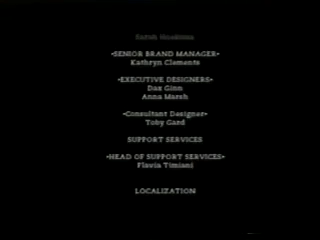 •SENIOR BRAND MANAGER•
Kathryn Clements
•EXECUTIVE DESIGNERS•
Dax Ginn
Anna Marsh
•Consultant Designer•
Toby Gard
SUPPORT SERVICES
•HEAD OF SUPPORT SERVICES•
Flavia Timiani
LOCALIZATION